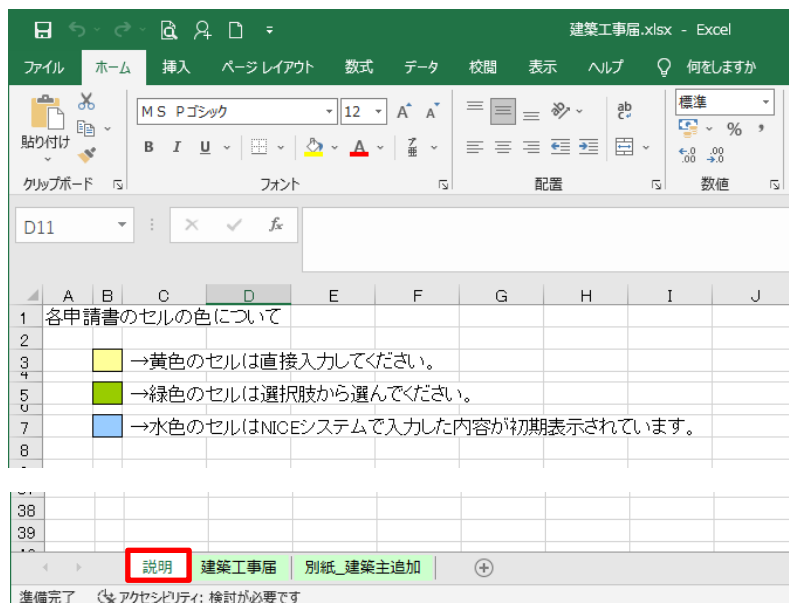 建築工事届.xlsx - Excel
ファイル ホーム 挿入 ページ レイアウト 数式 データ 校閲 表示 ヘルプ 何をしますか
貼り付け
ＭＳ Ｐゴシック 12 A A
標準
B I U A ア亜 ab % ,
.00 .0
クリップボード フォント 配置 数値
D11 fx
A B C D E F G H I J
1 各申請書のセルの色について
2
3 →黄色のセルは直接入力してください。
4
5 →緑色のセルは選択肢から選んでください。
7 →水色のセルはNICEシステムで入力した内容が初期表示されています。
8
38
39
説明 建築工事届 別紙_建築主追加
準備完了 アクセシビリティ: 検討が必要です